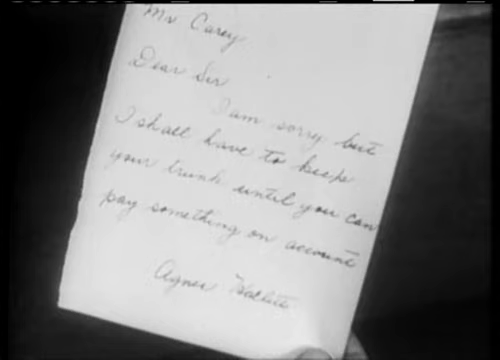 Mr Carey
Dear Sir
I am sorry but
I shall have to keep
your trunk until you can
pay something on account
Agnes